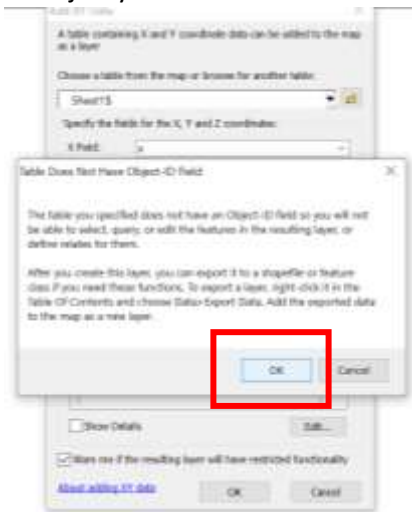 Add XY Data
A table containing X and Y coordinate data can be added to the map
as a layer
Choose a table from the map or browse for another table:
Sheet1$
Specify the fields for the X, Y and Z coordinates:
X Field: x
Table Does Not Have Object-ID Field
The table you specified does not have an Object-ID field so you will not
be able to select, query, or edit the features in the resulting layer, or
define relates for them.
After you create this layer, you can export it to a shapefile or feature
class if you need these functions. To export a layer, right-click it in the
Table Of Contents and choose Data> Export Data. Add the exported data
to the map as a new layer.
OK Cancel
Show Details Edit...
Warn me if the resulting layer will have restricted functionality
About adding XY data OK Cancel